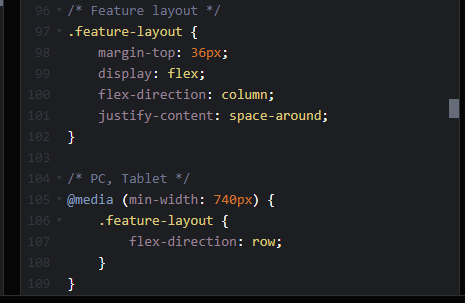 96 /* Feature layout */
97 .feature-layout {
98     margin-top: 36px;
99     display: flex;
100     flex-direction: column;
101     justify-content: space-around;
102 }
103
104 /* PC, Tablet */
105 @media (min-width: 740px) {
106     .feature-layout {
107         flex-direction: row;
108     }
109 }